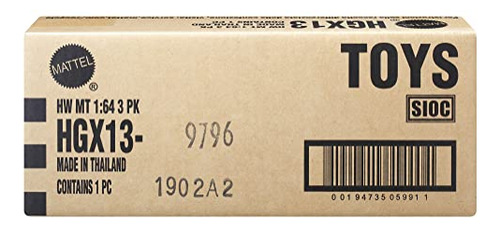 HGX13
MATTEL
®
HW MT 1:64 3 PK
HGX13-
MADE IN THAILAND
CONTAINS 1 PC
9796
1902A2
TOYS
SIOC
0 01 94735 05991 1